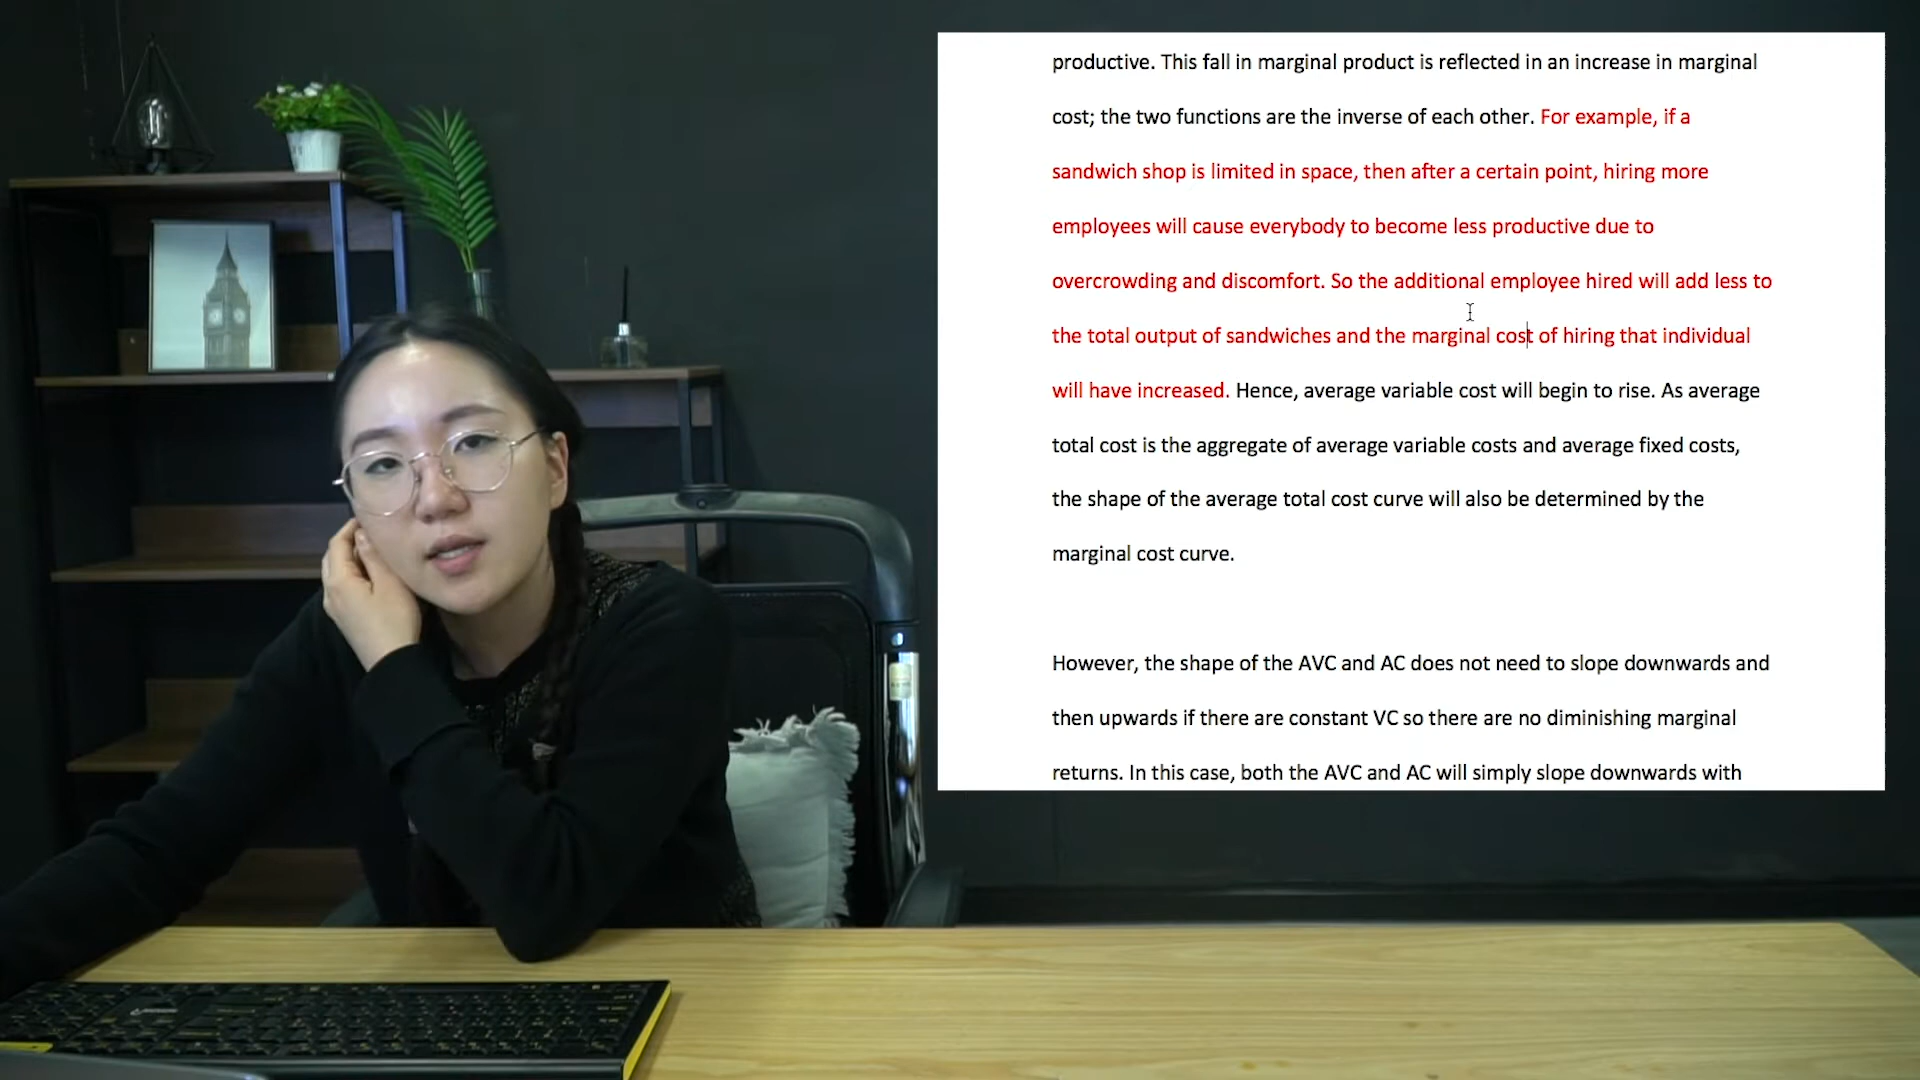 productive. This fall in marginal product is reflected in an increase in marginal
cost; the two functions are the inverse of each other. For example, if a
sandwich shop is limited in space, then after a certain point, hiring more
employees will cause everybody to become less productive due to
overcrowding and discomfort. So the additional employee hired will add less to
the total output of sandwiches and the marginal cost of hiring that individual
will have increased. Hence, average variable cost will begin to rise. As average
total cost is the aggregate of average variable costs and average fixed costs,
the shape of the average total cost curve will also be determined by the
marginal cost curve.
However, the shape of the AVC and AC does not need to slope downwards and
then upwards if there are constant VC so there are no diminishing marginal
returns. In this case, both the AVC and AC will simply slope downwards with